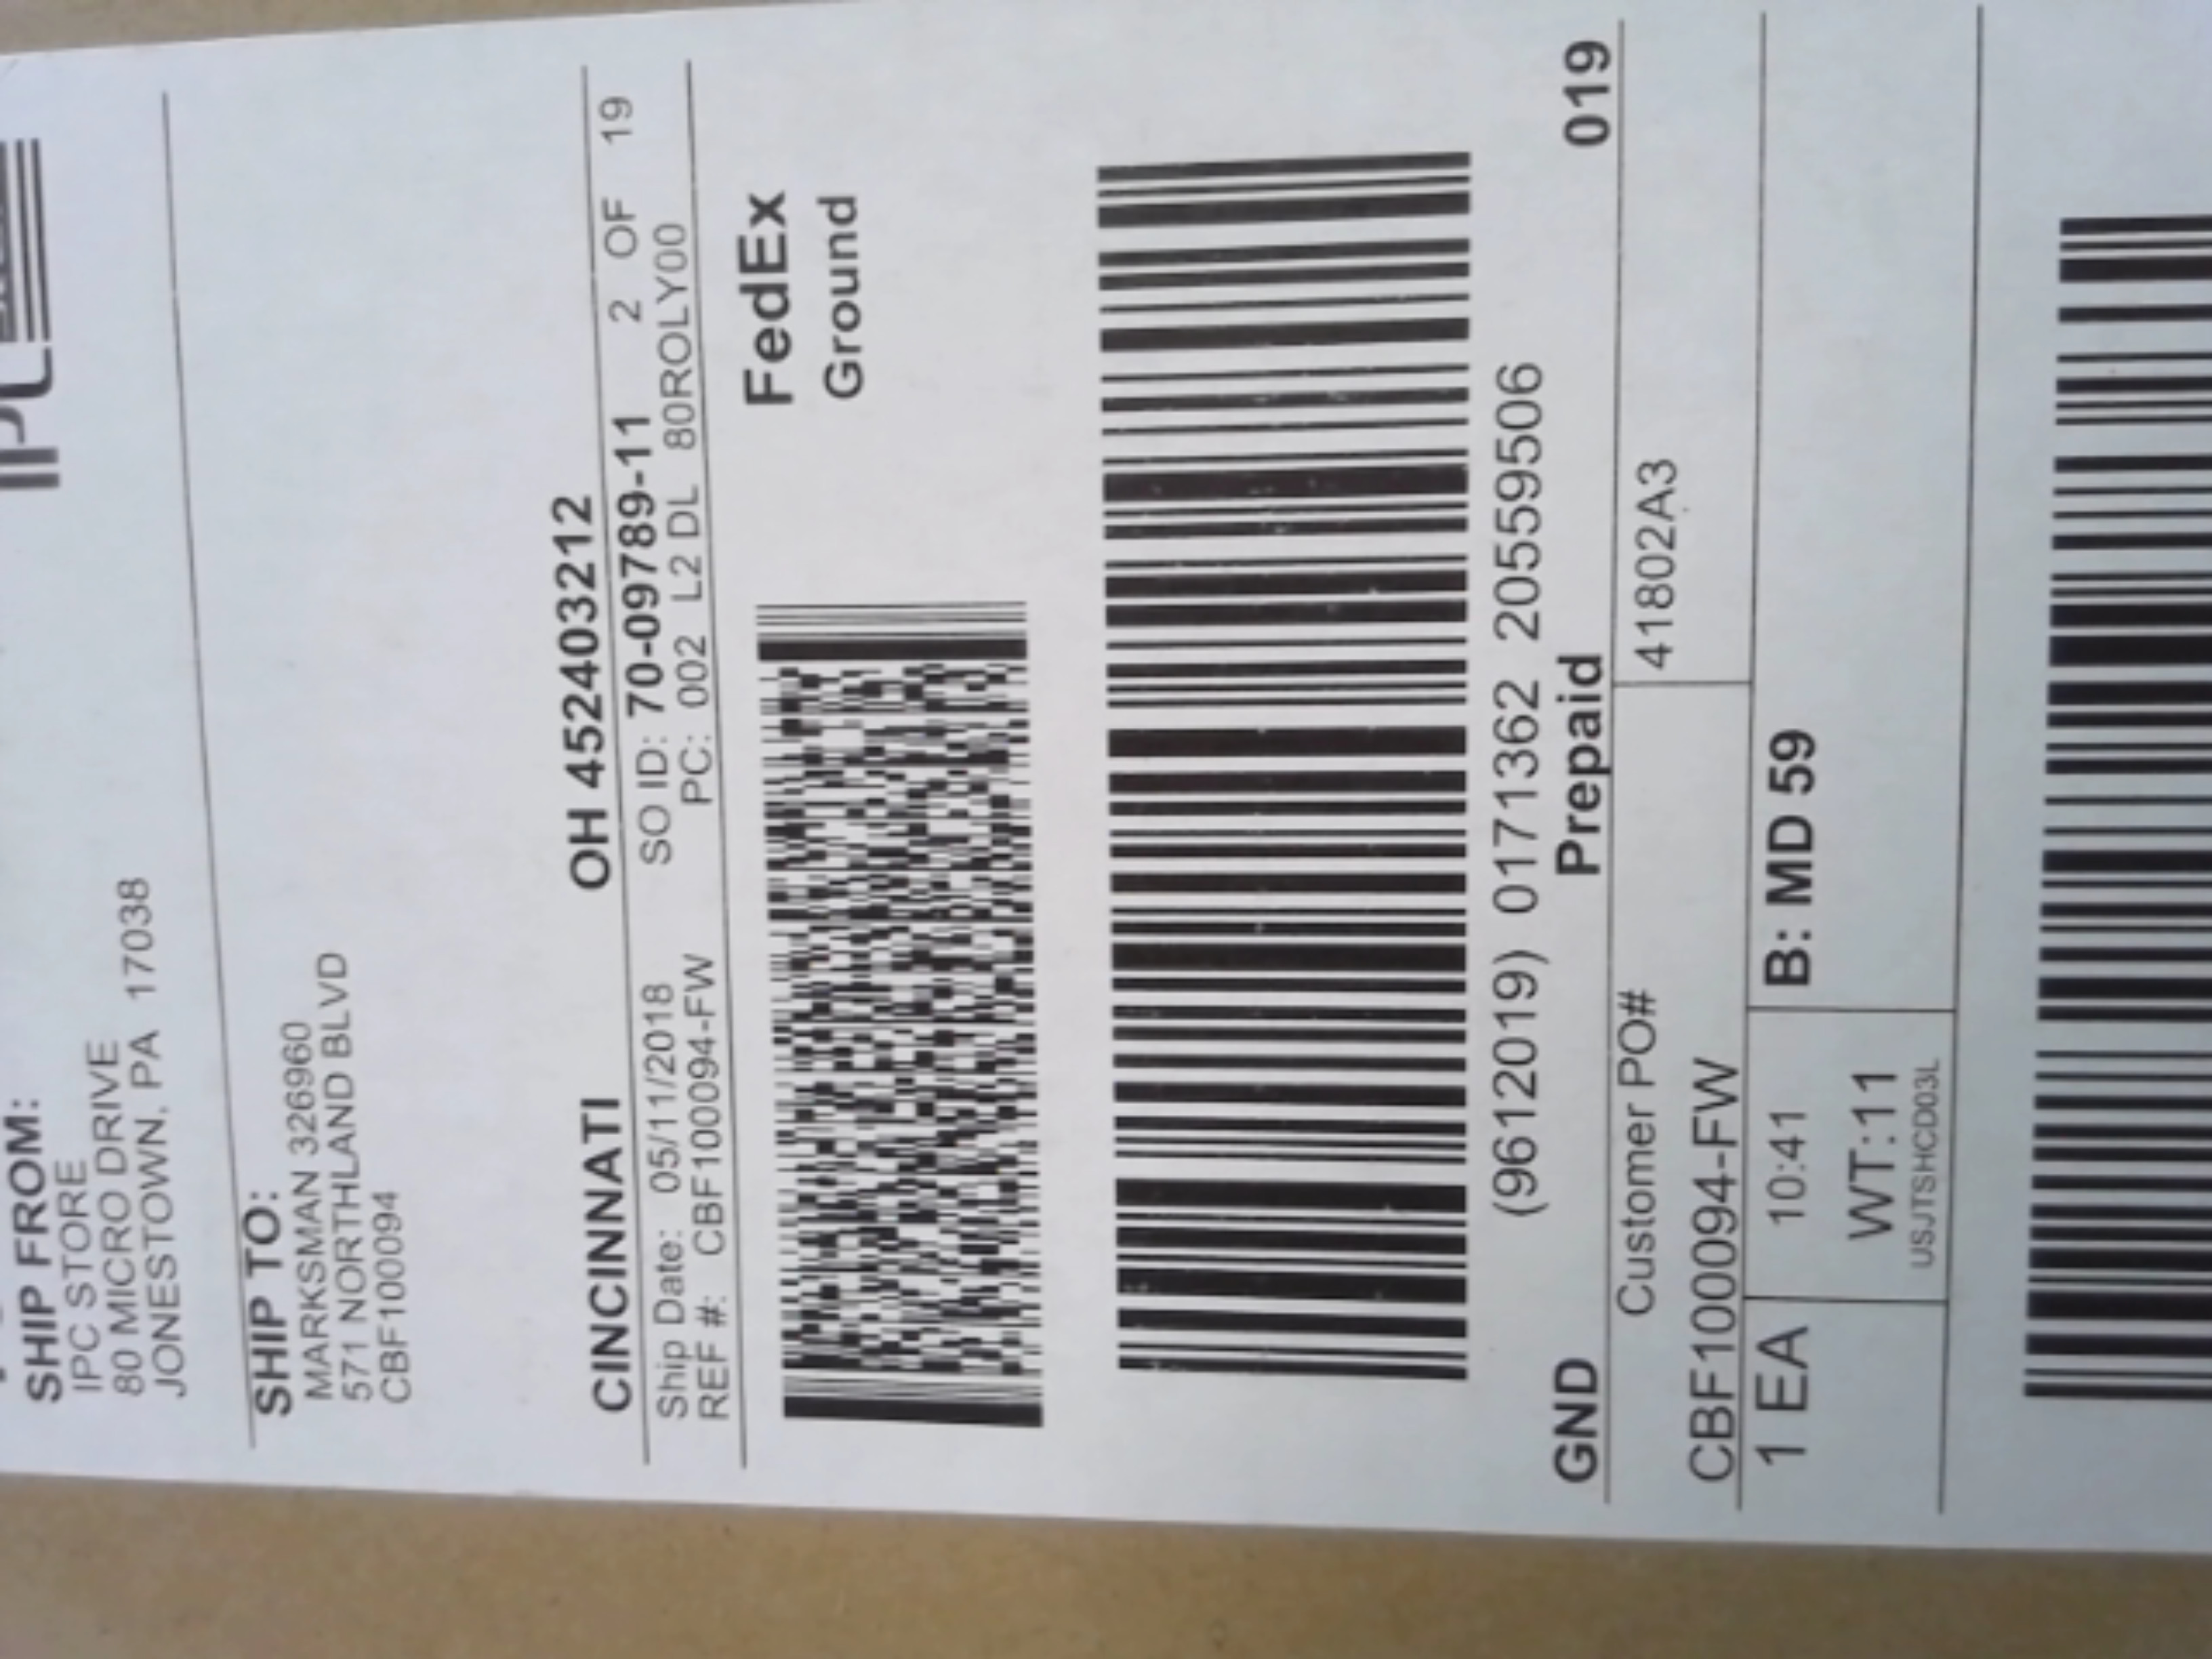 SHIP FROM:
IPC STORE
80 MICRO DRIVE
JONESTOWN, PA 17038
SHIP TO:
MARKSMAN 326960
571 NORTHLAND BLVD
CBF100094
CINCINNATI OH 452403212
Ship Date: 05/11/2018 SO ID: 70-09789-11 2 OF 19
REF #: CBF100094-FW PC: 002 L2 DL 80ROLY00
FedEx
Ground
(9612019) 0171362 205559506
GND Prepaid 019
Customer PO#
CBF100094-FW 41802A3
1 EA 10:41 B: MD 59
WT:11
USJTSHCD03L